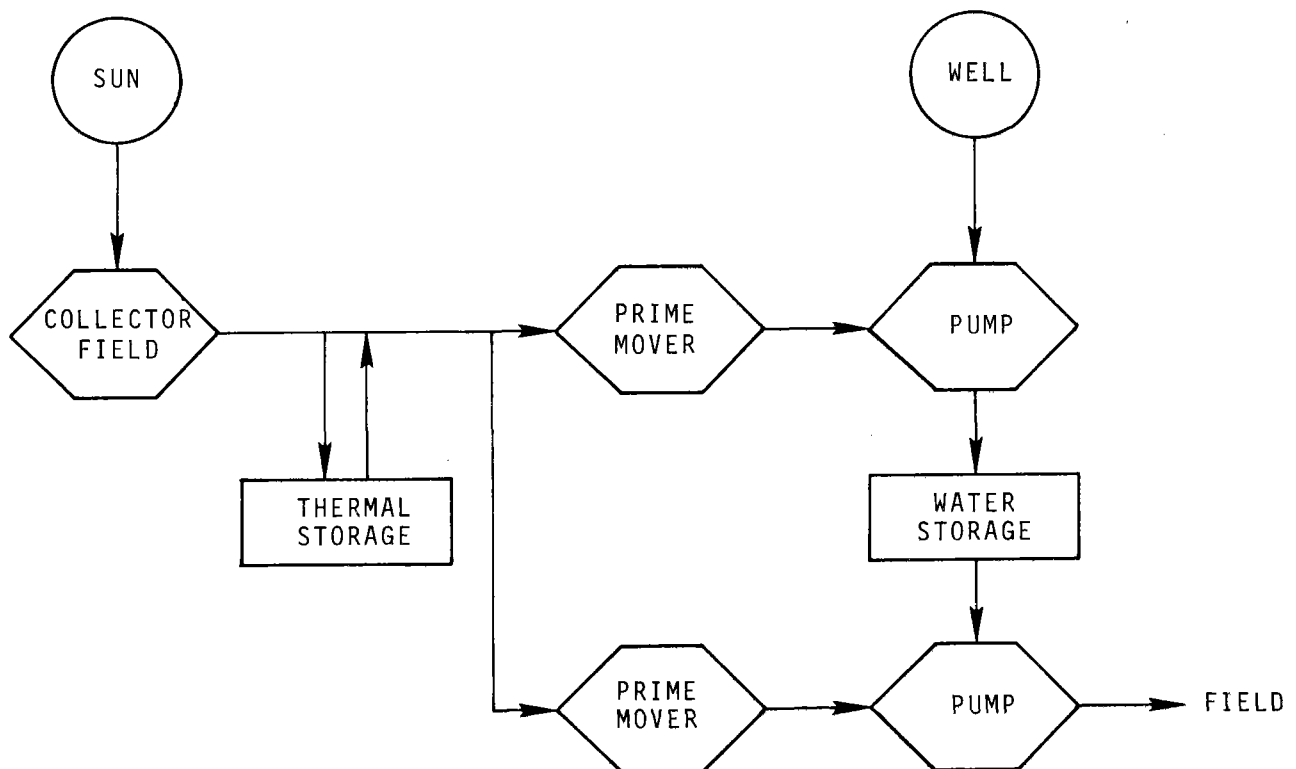 SUN
WELL
COLLECTOR
FIELD
PRIME
MOVER
PUMP
THERMAL
STORAGE
WATER
STORAGE
PRIME
MOVER
PUMP
FIELD